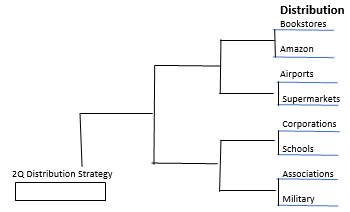 Distribution
Bookstores
Amazon
Airports
Supermarkets
Corporations
Schools
2Q Distribution Strategy
Associations
Military